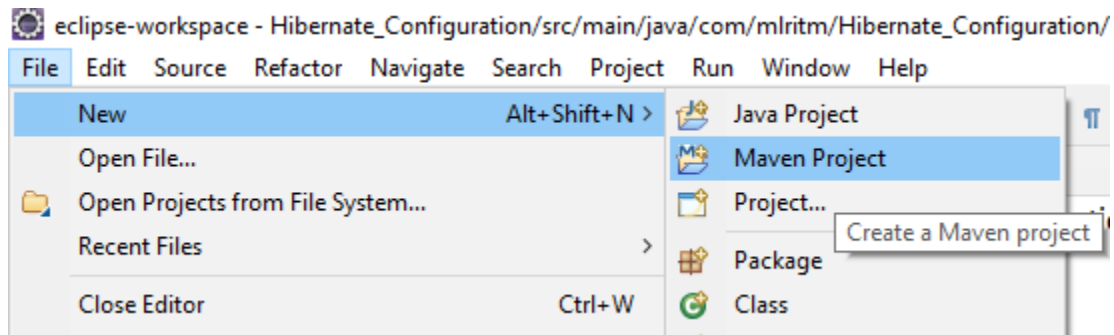 eclipse-workspace - Hibernate_Configuration/src/main/java/com/mlritm/Hibernate_Configuration/
File Edit Source Refactor Navigate Search Project Run Window Help
New Alt+Shift+N >
Java Project
Open File...
Maven Project
Open Projects from File System...
Project...
Create a Maven project
Recent Files >
Package
Close Editor Ctrl+W
Class